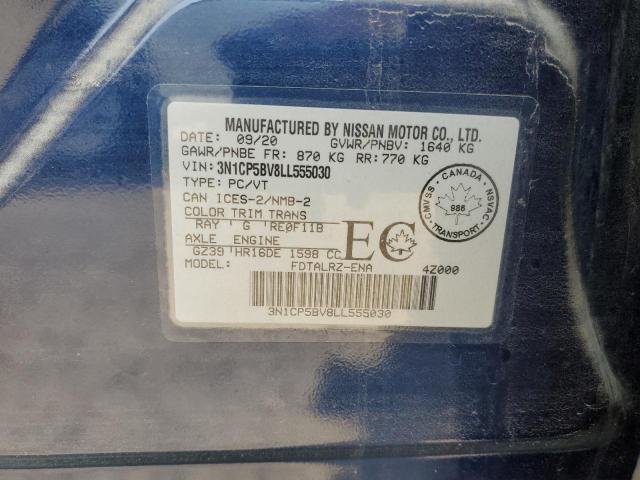 MANUFACTURED BY NISSAN MOTOR CO., LTD.
DATE: 09/20 GVWR/PNBV: 1640 KG
GAWR/PNBE FR: 870 KG RR: 770 KG
VIN: 3N1CP5BV8LL555030
TYPE: PC/VT
CAN ICES-2/NMB-2
COLOR TRIM TRANS
RAY ' G 'RE0F11B
AXLE ENGINE
GZ39 'HR16DE 1598 CC
MODEL: FDTALRZ-ENA 4Z000
EC
3N1CP5BV8LL555030
CANADA
CMVSS NSVAC
986
TRANSPORT